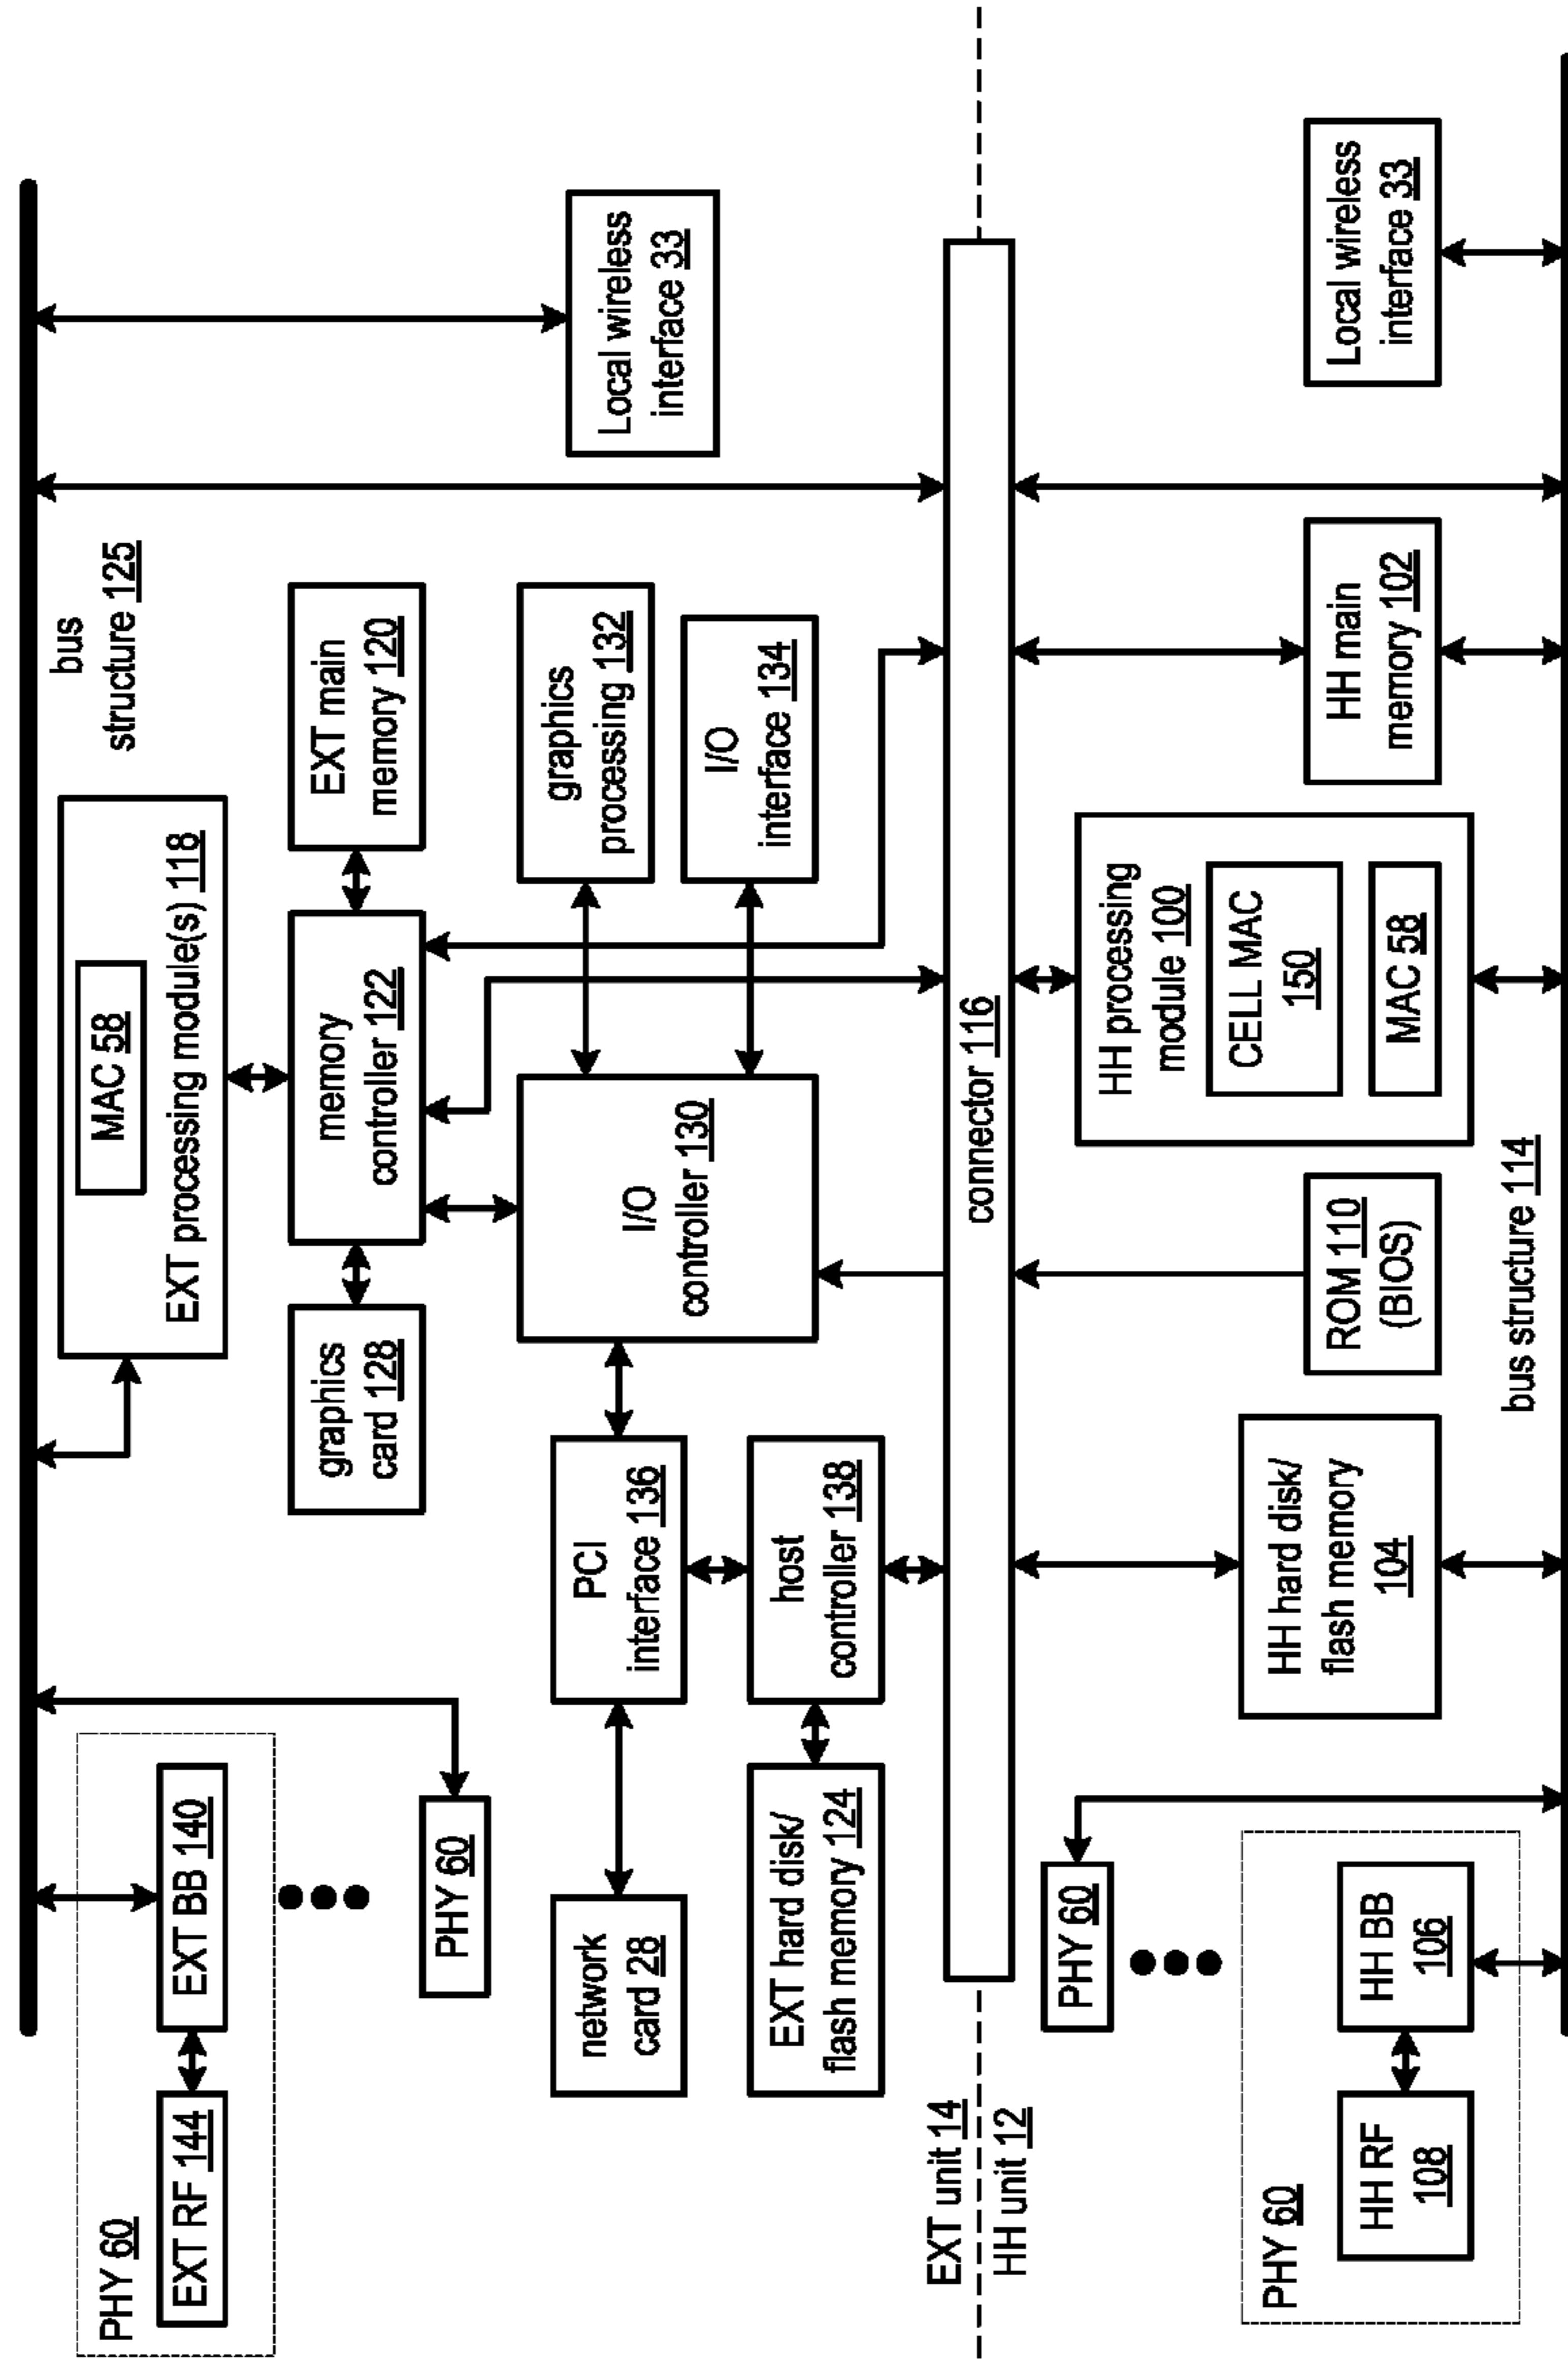 PHY 60
EXT RF 144
EXT BB 140
PHY 60
MAC 58
EXT processing module(s) 118
bus
structure 125
graphics
card 128
memory
controller 122
EXT main
memory 120
network
card 28
PCI
interface 136
I/O
controller 130
graphics
processing 132
I/O
interface 134
Local wireless
interface 33
EXT hard disk/
flash memory 124
host
controller 138
EXT unit 14
HH unit 12
connector 116
PHY 60
PHY 60
HH RF
108
HH BB
106
HH hard disk/
flash memory
104
ROM 110
(BIOS)
bus structure 114
HH processing
module 100
CELL MAC
150
MAC 58
HH main
memory 102
Local wireless
interface 33